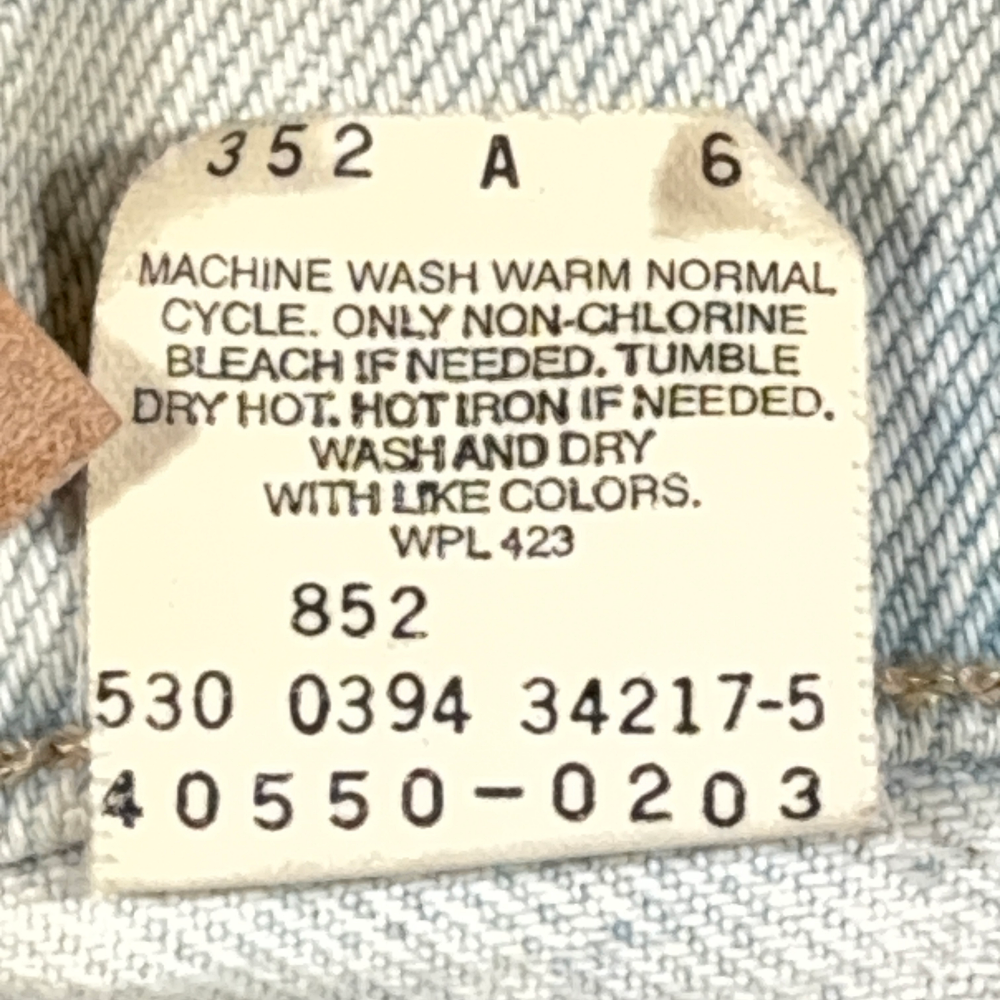 352 A 6
MACHINE WASH WARM NORMAL
CYCLE. ONLY NON-CHLORINE
BLEACH IF NEEDED. TUMBLE
DRY HOT. HOT IRON IF NEEDED.
WASH AND DRY
WITH LIKE COLORS.
WPL 423
852
530 0394 34217-5
40550-0203